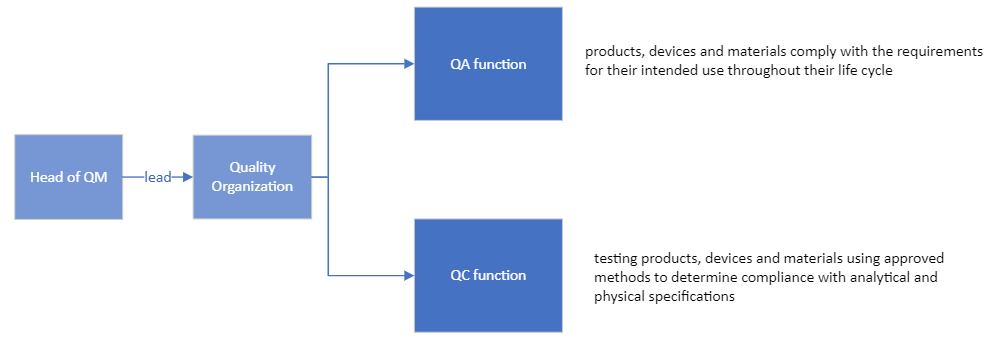 QA function
products, devices and materials comply with the requirements
for their intended use throughout their life cycle
Head of QM
lead
Quality
Organization
QC function
testing products, devices and materials using approved
methods to determine compliance with analytical and
physical specifications